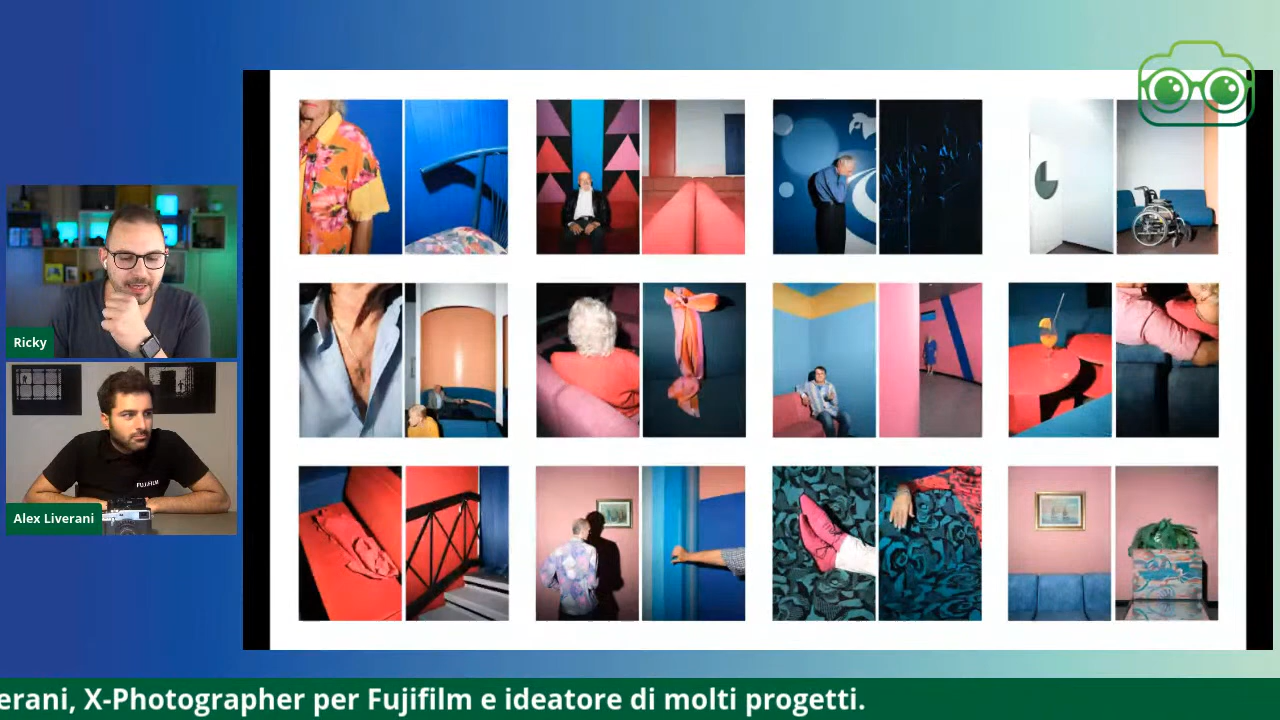 Ricky
FUJIFILM
Alex Liverani
erani, X-Photographer per Fujifilm e ideatore di molti progetti.